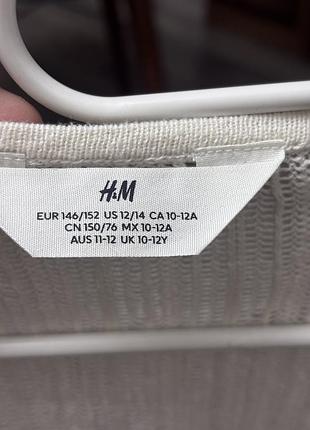 H&M
EUR 146/152 US 12/14 CA 10-12A
CN 150/76 MX 10-12A
AUS 11-12 UK 10-12Y